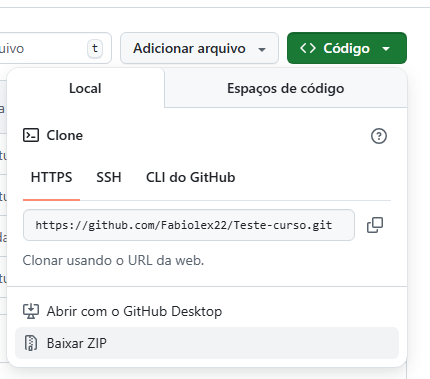 uivo t Adicionar arquivo Código
Local Espaços de código
Clone
HTTPS SSH CLI do GitHub
https://github.com/Fabiolex22/Teste-curso.git
Clonar usando o URL da web.
Abrir com o GitHub Desktop
Baixar ZIP